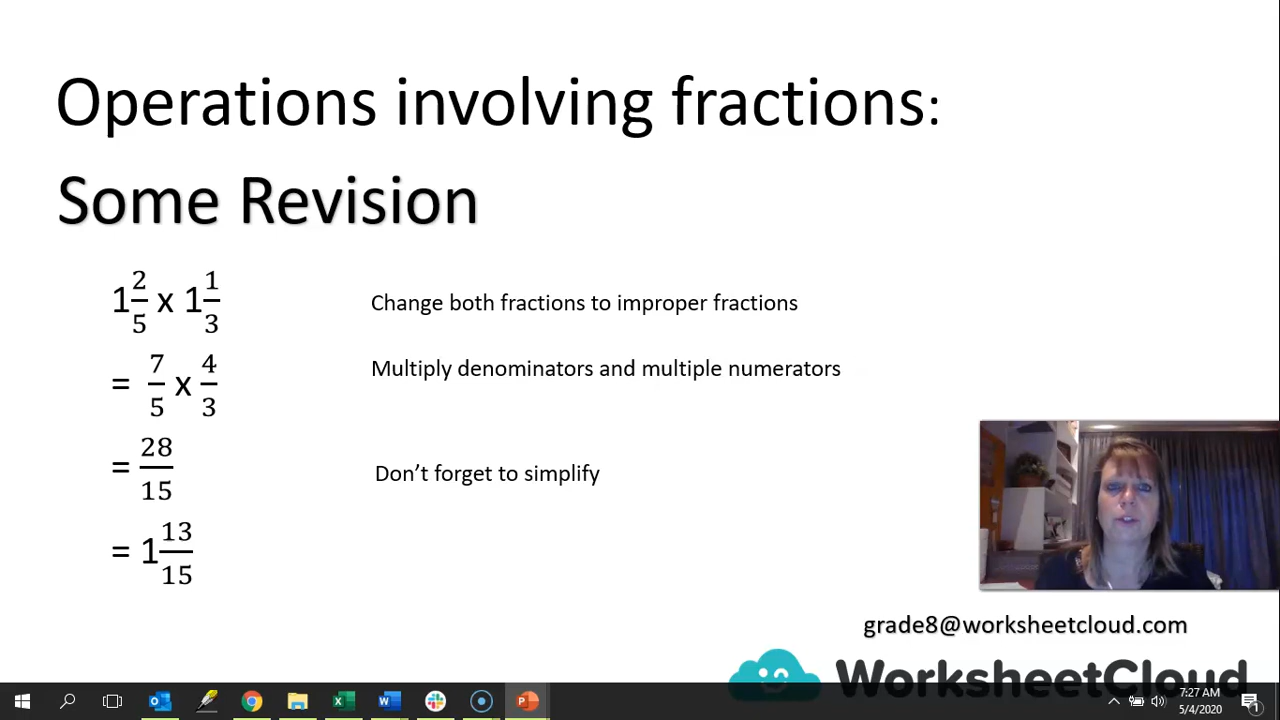 Operations involving fractions:
Some Revision
1 2/5 x 1 1/3
Change both fractions to improper fractions
= 7/5 x 4/3
Multiply denominators and multiple numerators
= 28/15
Don't forget to simplify
= 1 13/15
grade8@worksheetcloud.com
WorksheetCloud
7:27 AM
5/4/2020